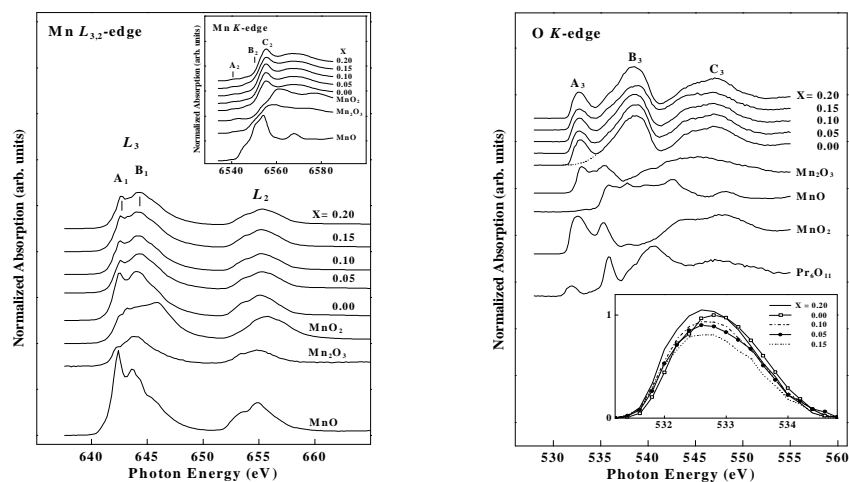 Mn L3,2-edge
Mn K-edge
Normalized Absorption (arb. units)
A2
B2
C2
X
0.20
0.15
0.10
0.05
0.00
MnO2
Mn2O3
MnO
6540 6560 6580
Normalized Absorption (arb. units)
L3
A1
B1
L2
X= 0.20
0.15
0.10
0.05
0.00
MnO2
Mn2O3
MnO
640 645 650 655 660
Photon Energy (eV)
O K-edge
Normalized Absorption (arb. units)
A3
B3
C3
X= 0.20
0.15
0.10
0.05
0.00
Mn2O3
MnO
MnO2
Pr6O11
X = 0.20
0.00
0.10
0.05
0.15
1
0
532 533 534
530 535 540 545 550 555 560
Photon Energy (eV)